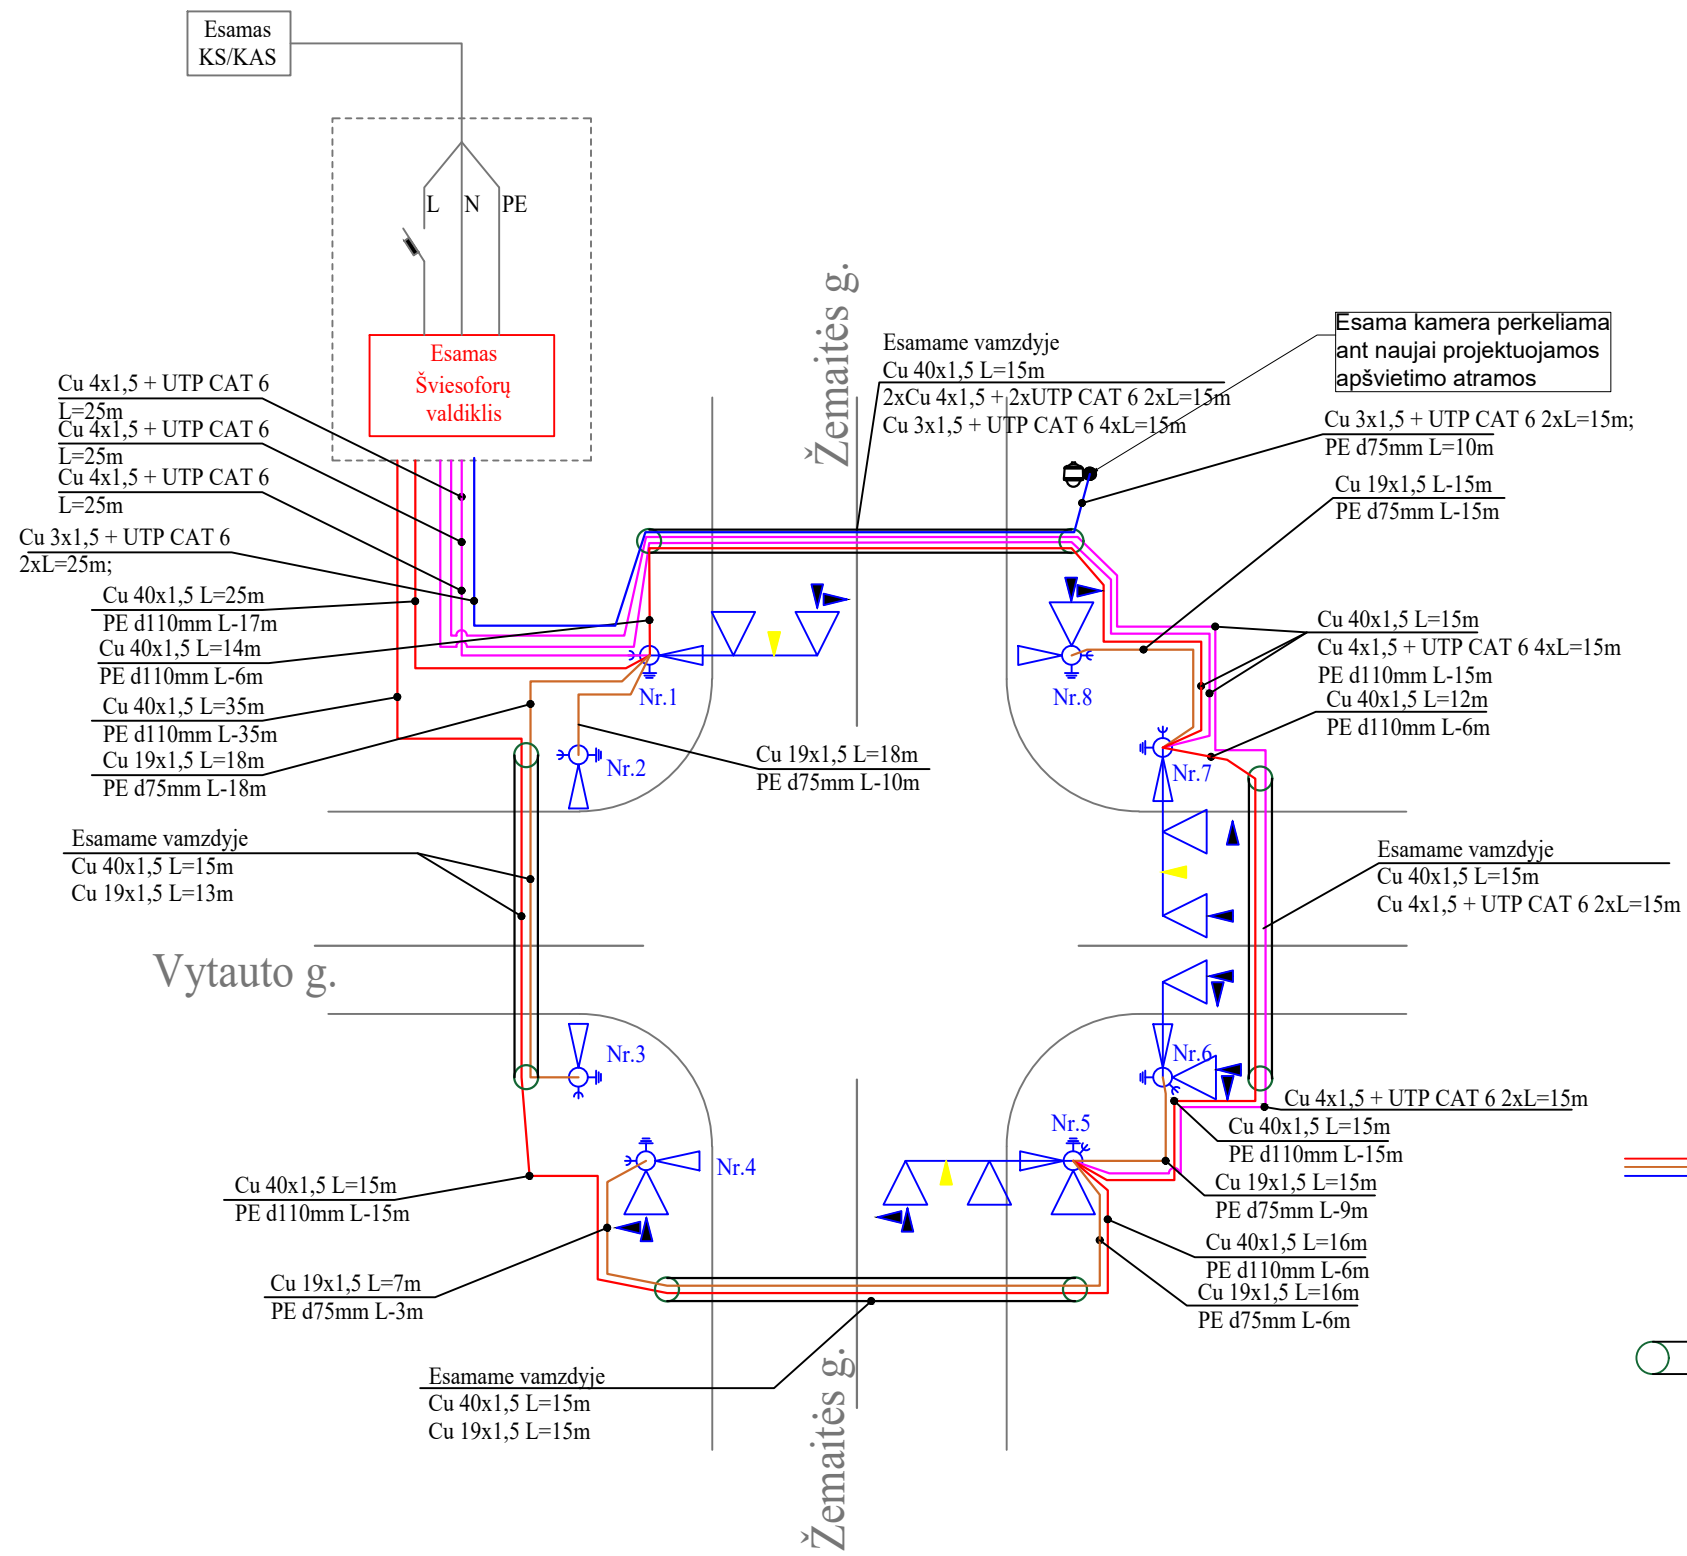 Esamas
KS/KAS
L
N
PE
Esamas
Šviesoforų
valdiklis
Cu 4x1,5 + UTP CAT 6
L=25m
Cu 4x1,5 + UTP CAT 6
L=25m
Cu 4x1,5 + UTP CAT 6
L=25m
Cu 3x1,5 + UTP CAT 6
2xL=25m;
Cu 40x1,5 L=25m
PE d110mm L-17m
Cu 40x1,5 L=14m
PE d110mm L-6m
Cu 40x1,5 L=35m
PE d110mm L-35m
Cu 19x1,5 L=18m
PE d75mm L-18m
Esamame vamzdyje
Cu 40x1,5 L=15m
Cu 19x1,5 L=13m
Vytauto g.
Žemaitės g.
Esamame vamzdyje
Cu 40x1,5 L=15m
2xCu 4x1,5 + 2xUTP CAT 6 2xL=15m
Cu 3x1,5 + UTP CAT 6 4xL=15m
Esama kamera perkeliama
ant naujai projektuojamos
apšvietimo atramos
Cu 3x1,5 + UTP CAT 6 2xL=15m;
PE d75mm L=10m
Cu 19x1,5 L-15m
PE d75mm L-15m
Cu 40x1,5 L=15m
Cu 4x1,5 + UTP CAT 6 4xL=15m
PE d110mm L-15m
Cu 40x1,5 L=12m
PE d110mm L-6m
Nr.1
Nr.2
Cu 19x1,5 L=18m
PE d75mm L-10m
Nr.8
Nr.7
Esamame vamzdyje
Cu 40x1,5 L=15m
Cu 4x1,5 + UTP CAT 6 2xL=15m
Nr.3
Nr.4
Nr.5
Nr.6
Cu 4x1,5 + UTP CAT 6 2xL=15m
Cu 40x1,5 L=15m
PE d110mm L-15m
Cu 19x1,5 L=15m
PE d75mm L-9m
Cu 40x1,5 L=16m
PE d110mm L-6m
Cu 19x1,5 L=16m
PE d75mm L-6m
Cu 40x1,5 L=15m
PE d110mm L-15m
Cu 19x1,5 L=7m
PE d75mm L-3m
Esamame vamzdyje
Cu 40x1,5 L=15m
Cu 19x1,5 L=15m
Žemaitės g.